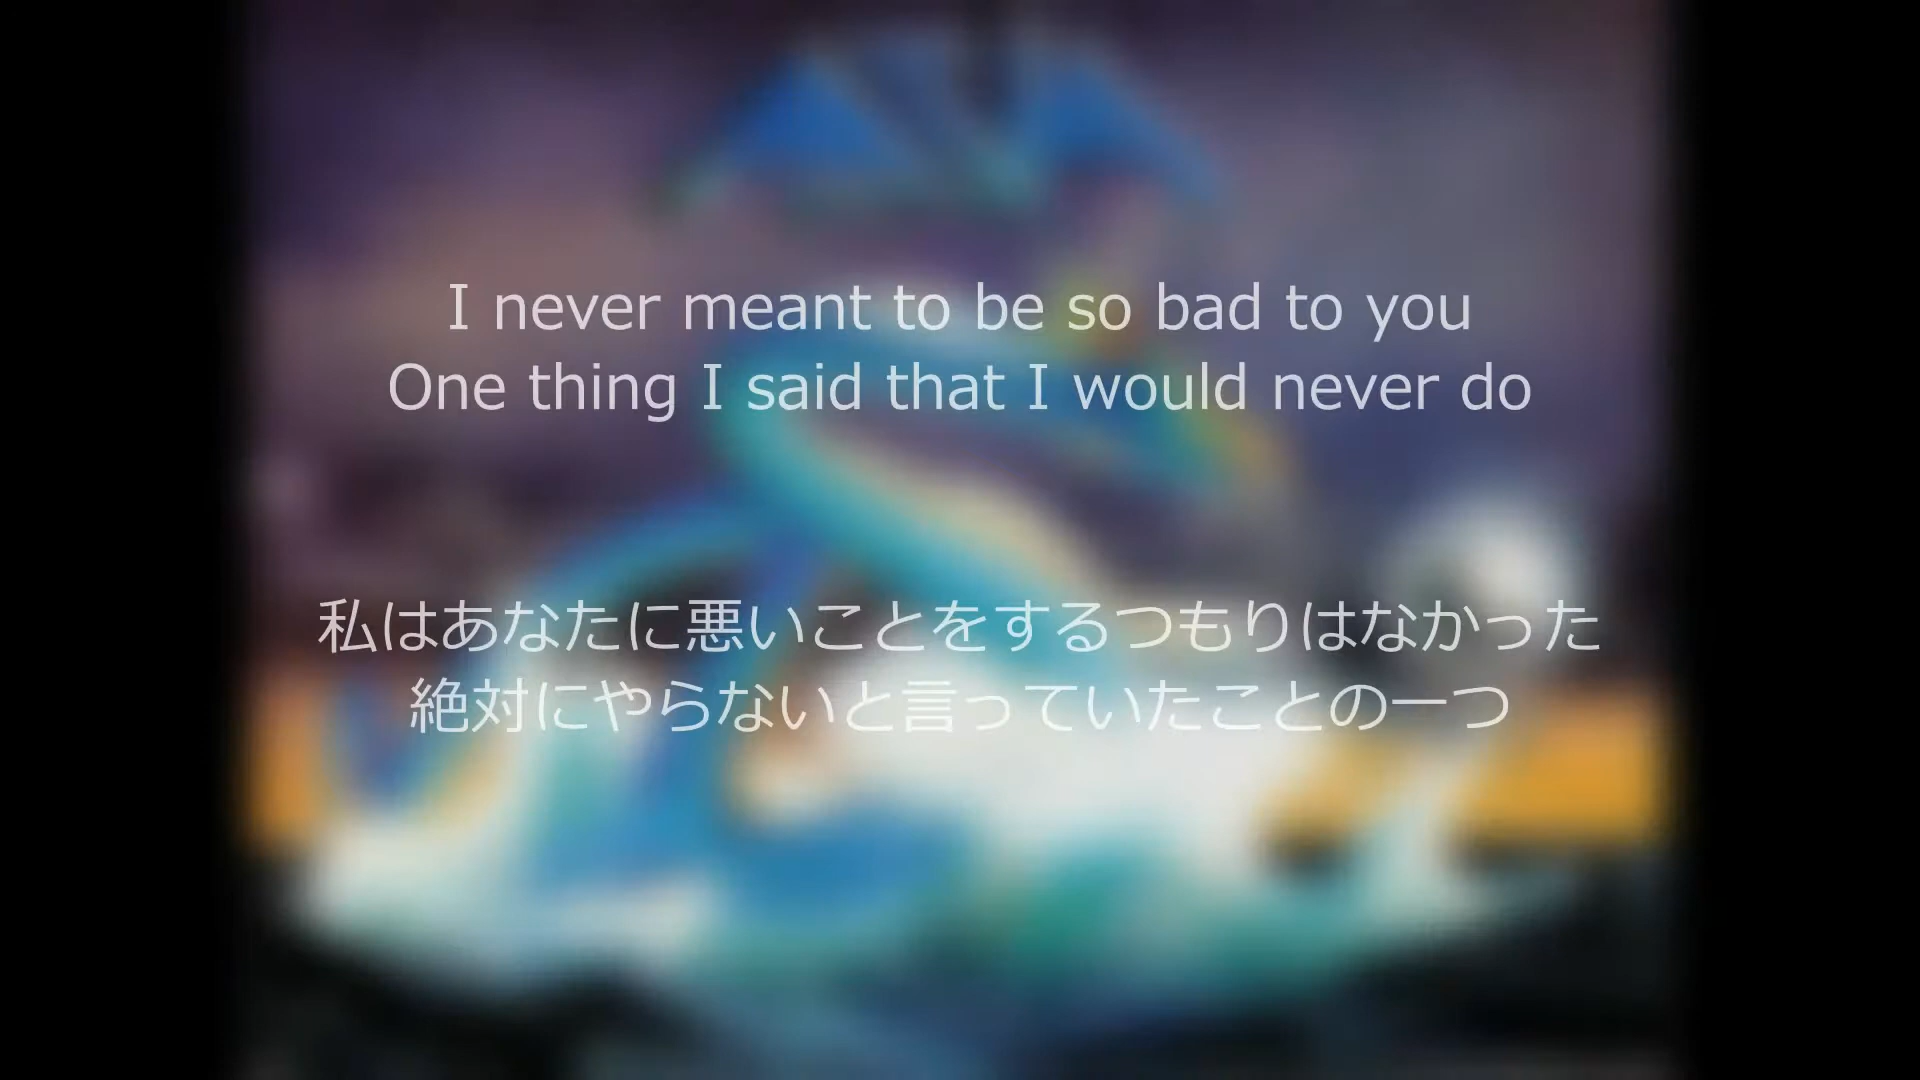 I never meant to be so bad to you
One thing I said that I would never do
私はあなたに悪いことをするつもりはなかった
絶対にやらないと言っていたことの一つ